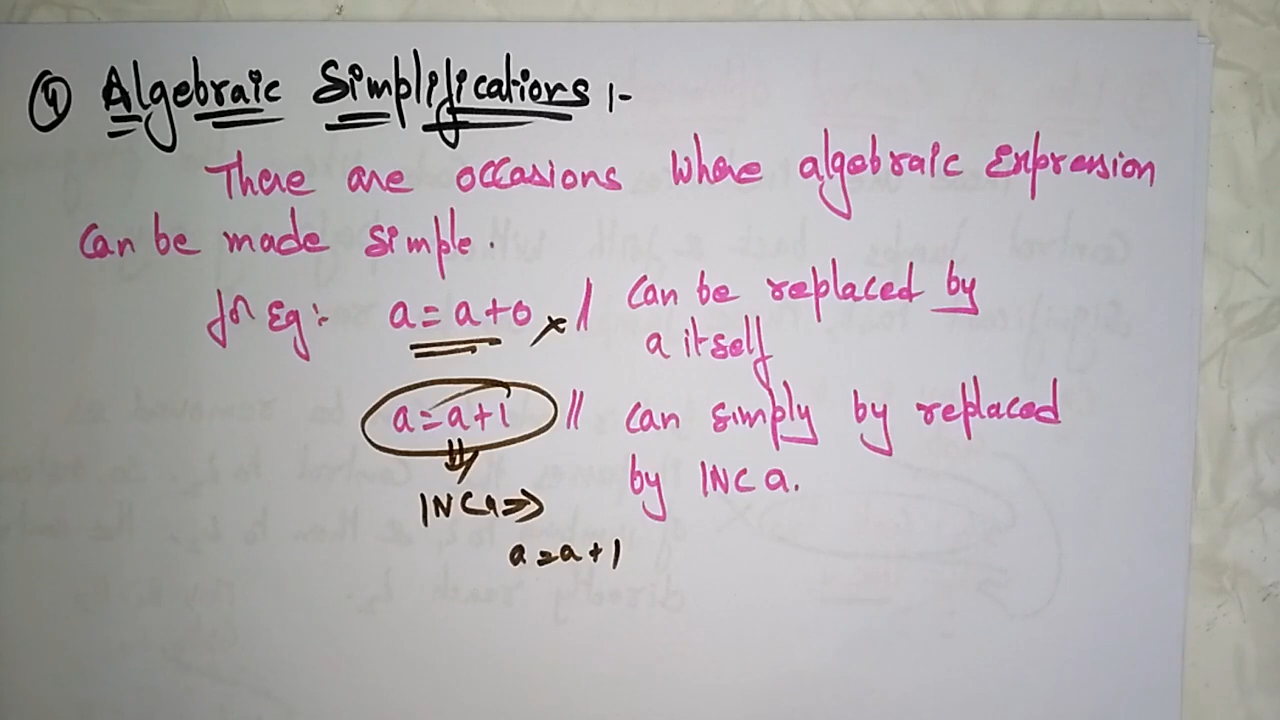 ④ Algebraic Simplifications :-
There are occasions where algebraic Expression
can be made simple.
for Eg:- a = a+0 × // can be replaced by
a itself
a = a+1 // can simply by replaced
by INC a.
INC a ⇒
a = a+1